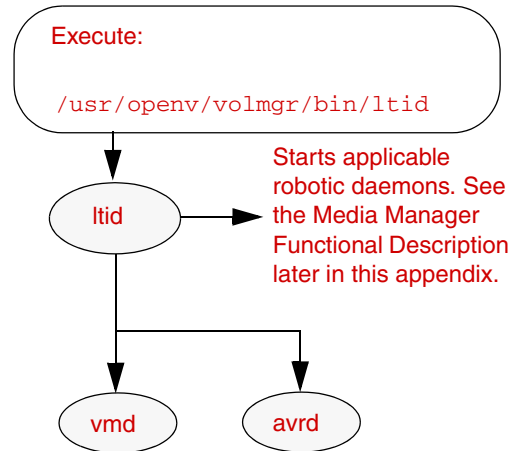 Execute:
/usr/openv/volmgr/bin/ltid
Starts applicable
robotic daemons. See
the Media Manager
Functional Description
later in this appendix.
ltid
vmd
avrd